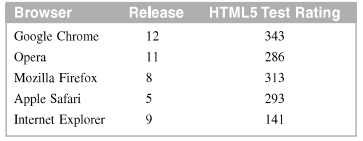 Browser Release HTML5 Test Rating
Google Chrome 12 343
Opera 11 286
Mozilla Firefox 8 313
Apple Safari 5 293
Internet Explorer 9 141